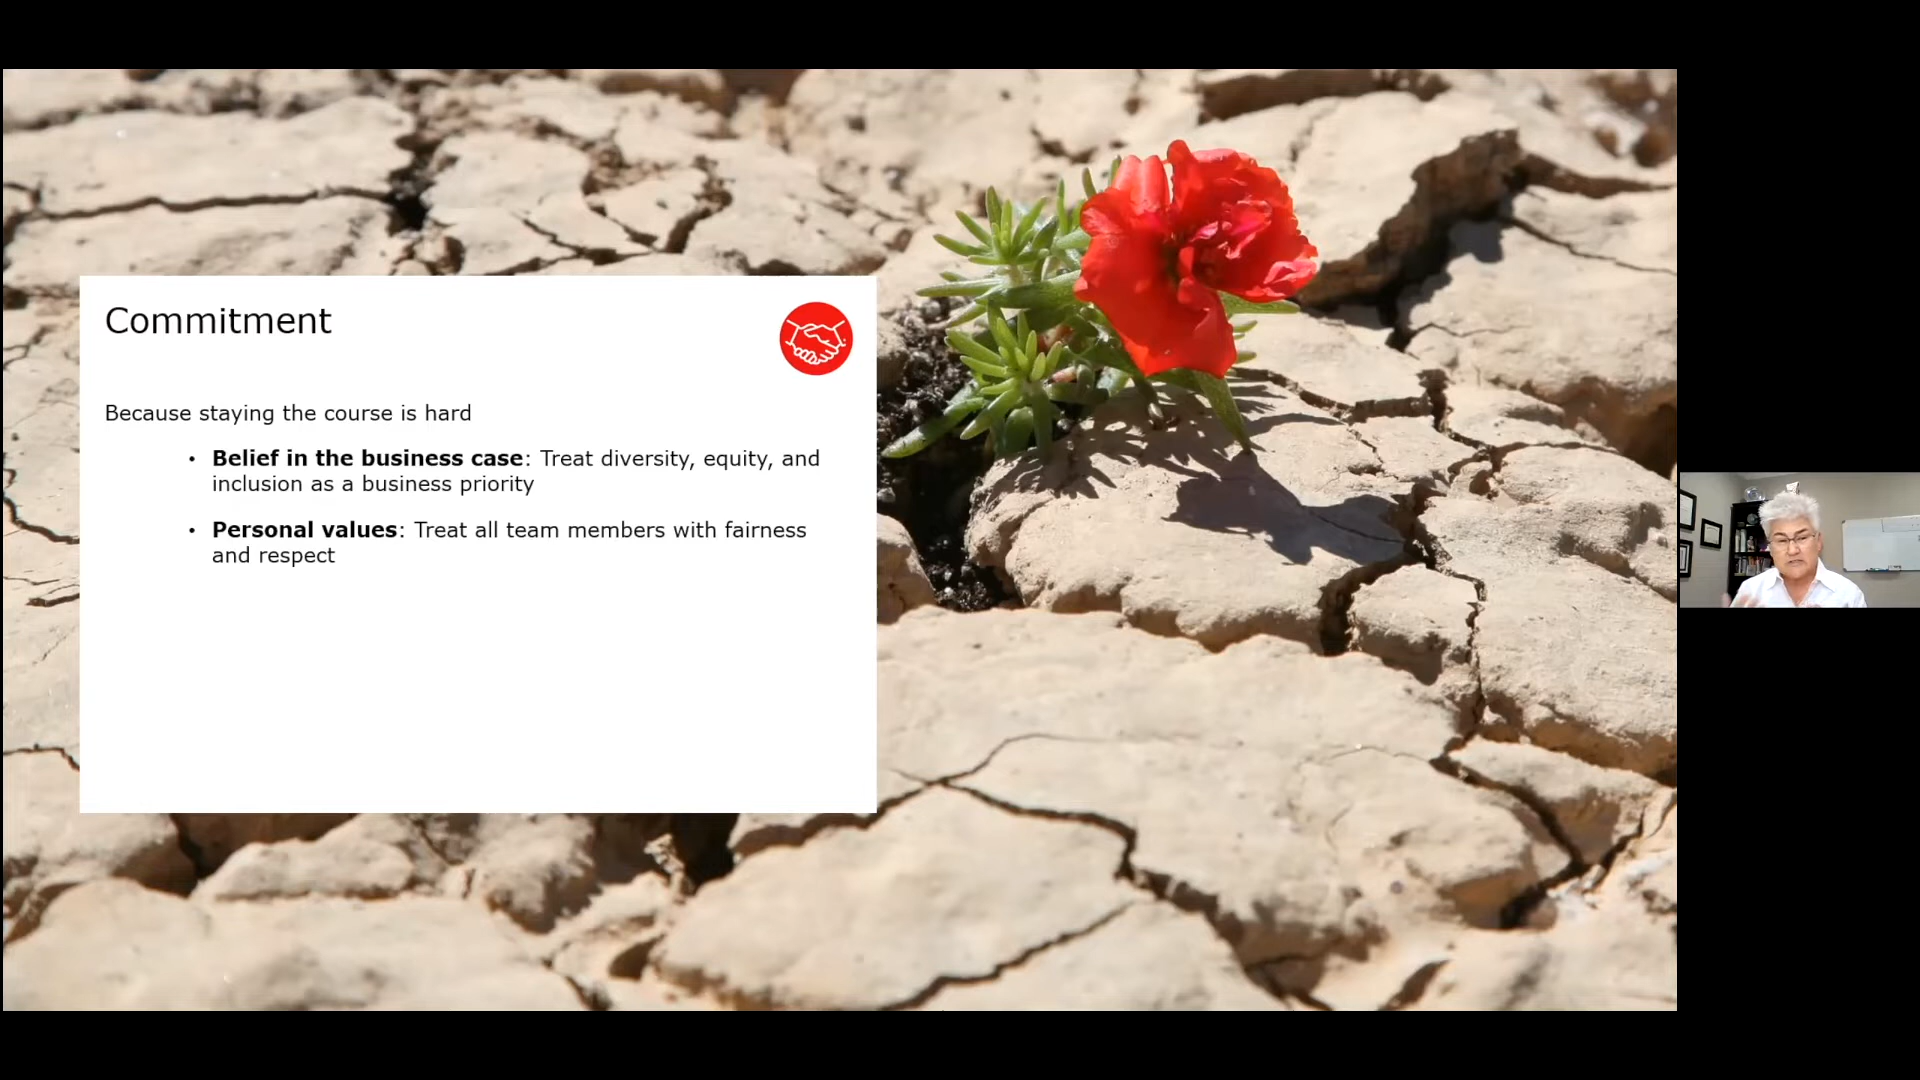 Commitment
Because staying the course is hard
• Belief in the business case: Treat diversity, equity, and
inclusion as a business priority
• Personal values: Treat all team members with fairness
and respect